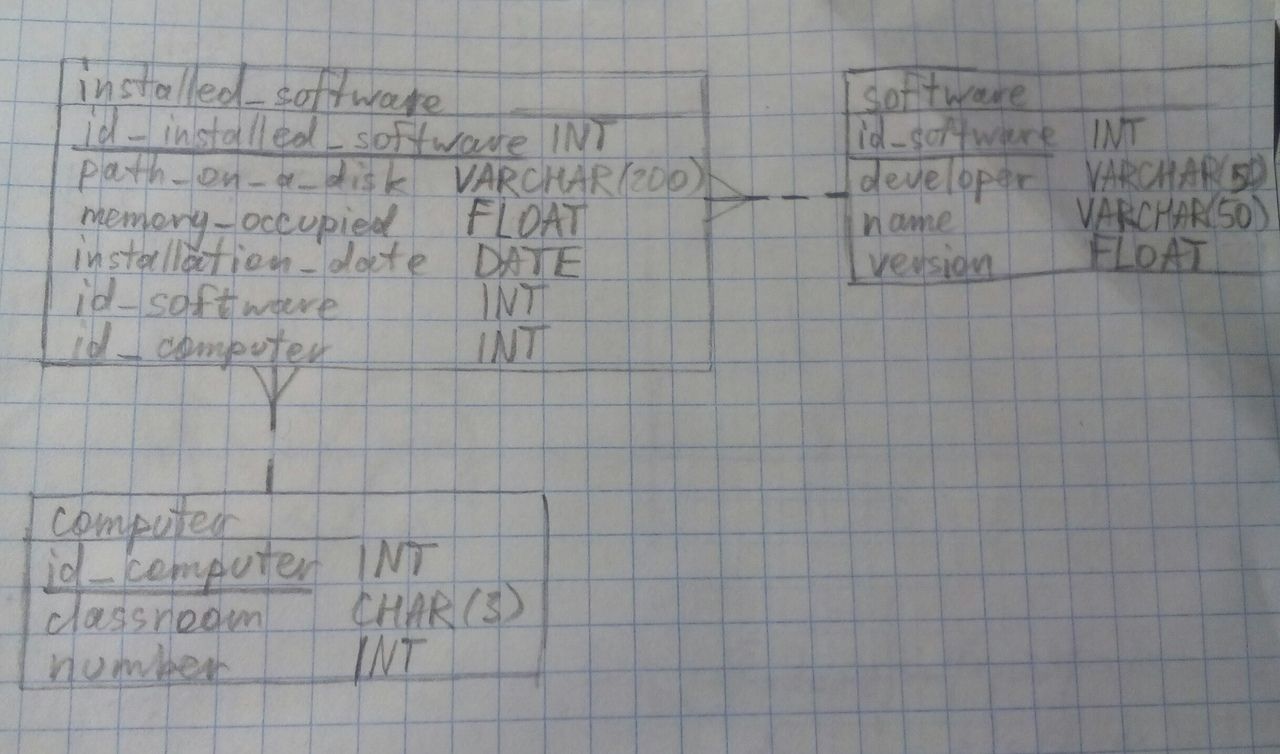 installed_software
id_installed_software INT
path_on_a_disk VARCHAR(200)
memory_occupied FLOAT
installation_date DATE
id_software INT
id_computer INT
software
id_software INT
developer VARCHAR(50)
name VARCHAR(50)
version FLOAT
computer
id_computer INT
classroom CHAR(3)
number INT